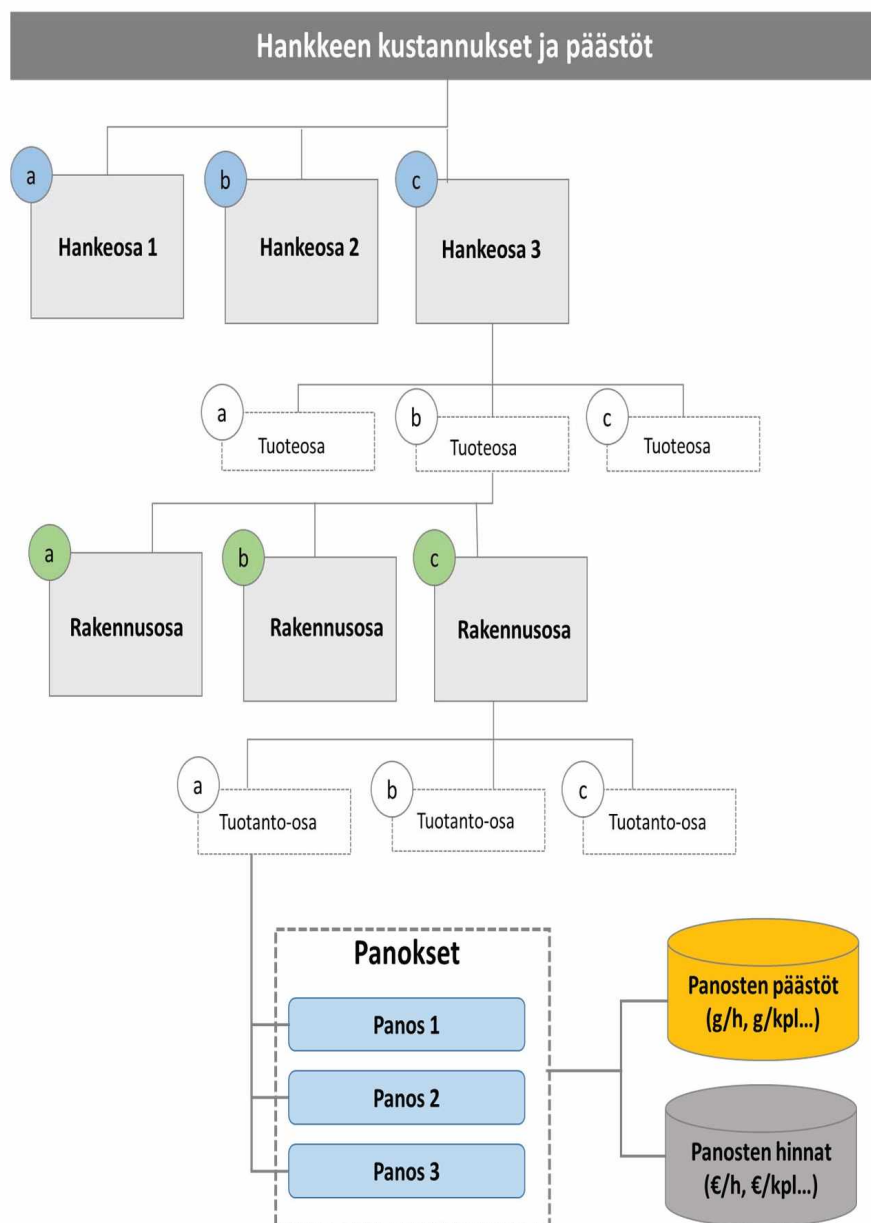 Hankkeen kustannukset ja päästöt
a
Hankeosa 1
b
Hankeosa 2
c
Hankeosa 3
a
Tuoteosa
b
Tuoteosa
c
Tuoteosa
a
Rakennusosa
b
Rakennusosa
c
Rakennusosa
a
Tuotanto-osa
b
Tuotanto-osa
c
Tuotanto-osa
Panokset
Panos 1
Panos 2
Panos 3
Panosten päästöt
(g/h, g/kpl...)
Panosten hinnat
(€/h, €/kpl...)